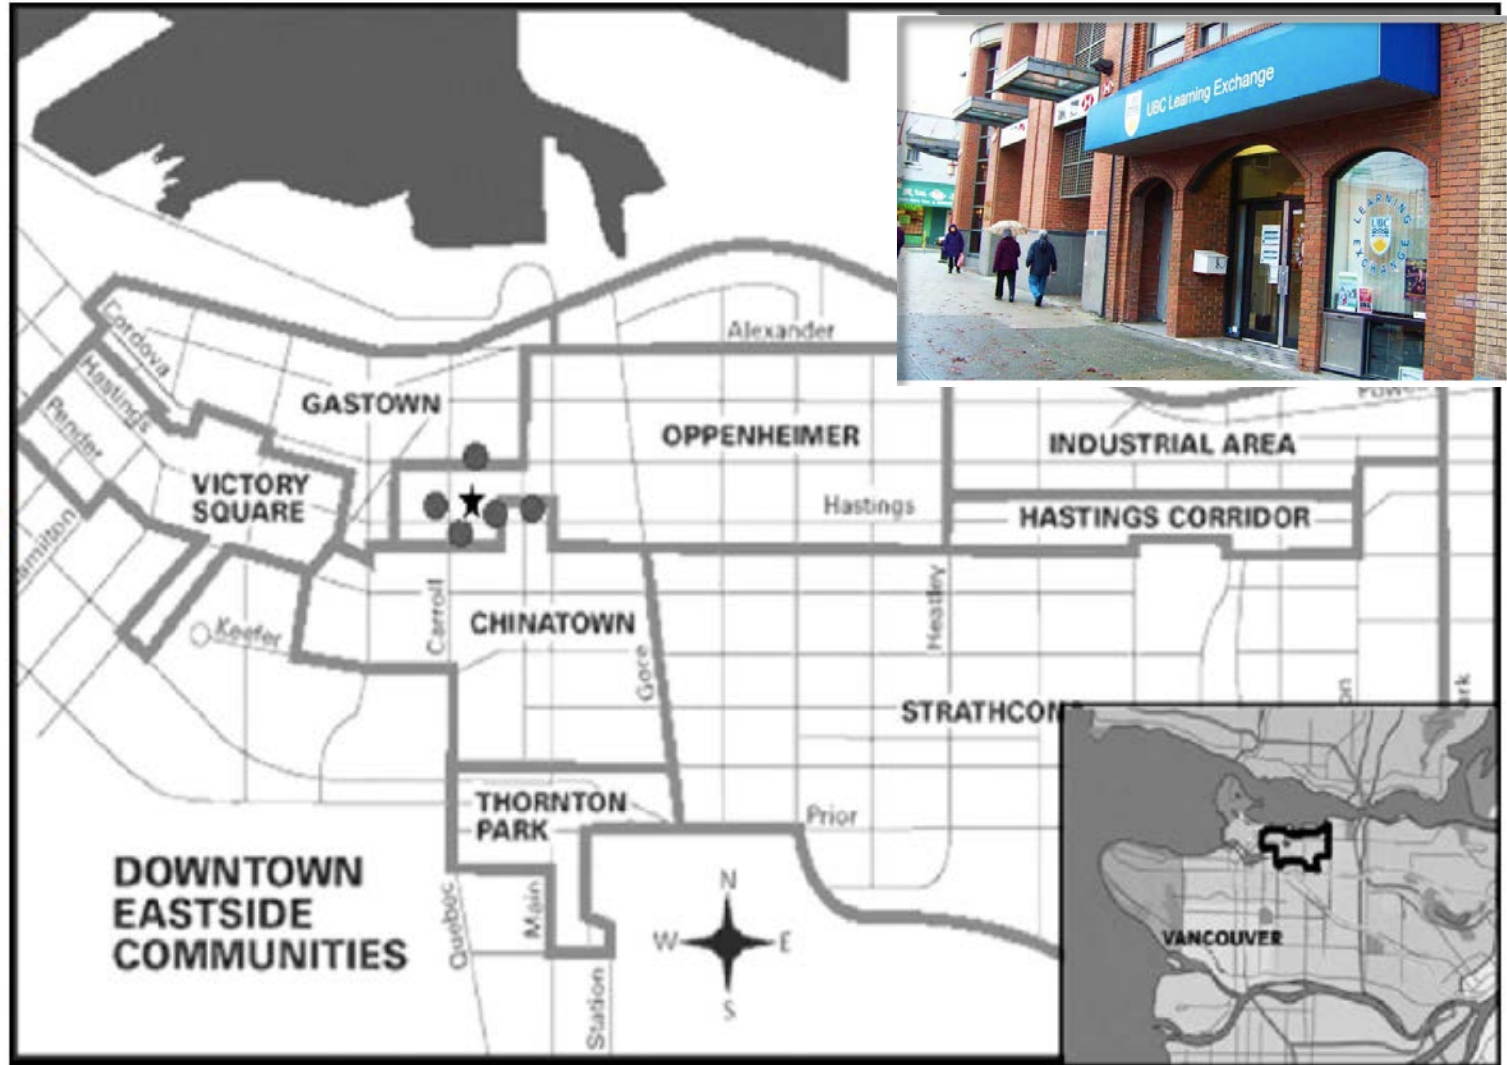 UBC Learning Exchange
LEARNING
UBC
EXCHANGE
Alexander
Cordova
Hastings
Pender
GASTOWN
OPPENHEIMER
INDUSTRIAL AREA
VICTORY
SQUARE
Hastings
HASTINGS CORRIDOR
Carroll
CHINATOWN
Keefer
Gore
Heatley
STRATHCON
THORNTON
PARK
Prior
DOWNTOWN
EASTSIDE
COMMUNITIES
Quebec
Main
Station
N
W
E
S
VANCOUVER